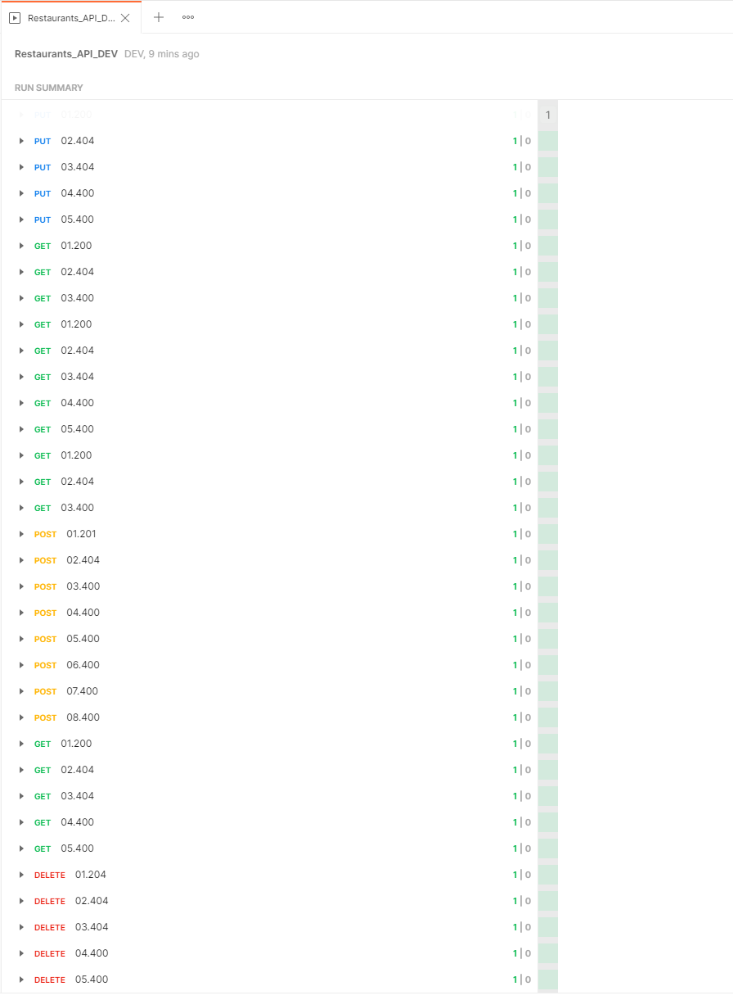 Restaurants_API_D...
Restaurants_API_DEV DEV, 9 mins ago
RUN SUMMARY
PUT 01.200 1 | 0 1
PUT 02.404 1 | 0
PUT 03.404 1 | 0
PUT 04.400 1 | 0
PUT 05.400 1 | 0
GET 01.200 1 | 0
GET 02.404 1 | 0
GET 03.400 1 | 0
GET 01.200 1 | 0
GET 02.404 1 | 0
GET 03.404 1 | 0
GET 04.400 1 | 0
GET 05.400 1 | 0
GET 01.200 1 | 0
GET 02.404 1 | 0
GET 03.400 1 | 0
POST 01.201 1 | 0
POST 02.404 1 | 0
POST 03.400 1 | 0
POST 04.400 1 | 0
POST 05.400 1 | 0
POST 06.400 1 | 0
POST 07.400 1 | 0
POST 08.400 1 | 0
GET 01.200 1 | 0
GET 02.404 1 | 0
GET 03.404 1 | 0
GET 04.400 1 | 0
GET 05.400 1 | 0
DELETE 01.204 1 | 0
DELETE 02.404 1 | 0
DELETE 03.404 1 | 0
DELETE 04.400 1 | 0
DELETE 05.400 1 | 0